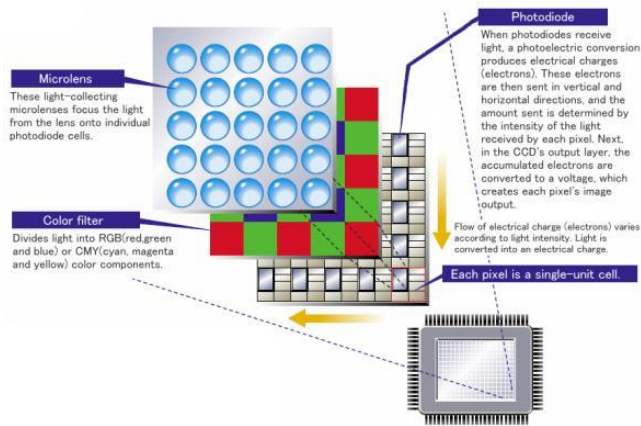 Photodiode
When photodiodes receive
light, a photoelectric conversion
produces electrical charges
(electrons). These electrons
are then sent in vertical and
horizontal directions, and the
amount sent is determined by
the intensity of the light
received by each pixel. Next,
in the CCD's output layer, the
accumulated electrons are
converted to a voltage, which
creates each pixel's image
output.
Microlens
These light-collecting
microlenses focus the light
from the lens onto individual
photodiode cells.
Color filter
Divides light into RGB(red,green
and blue) or CMY(cyan, magenta
and yellow) color components.
Flow of electrical charge (electrons) varies
according to light intensity. Light is
converted into an electrical charge.
Each pixel is a single-unit cell.